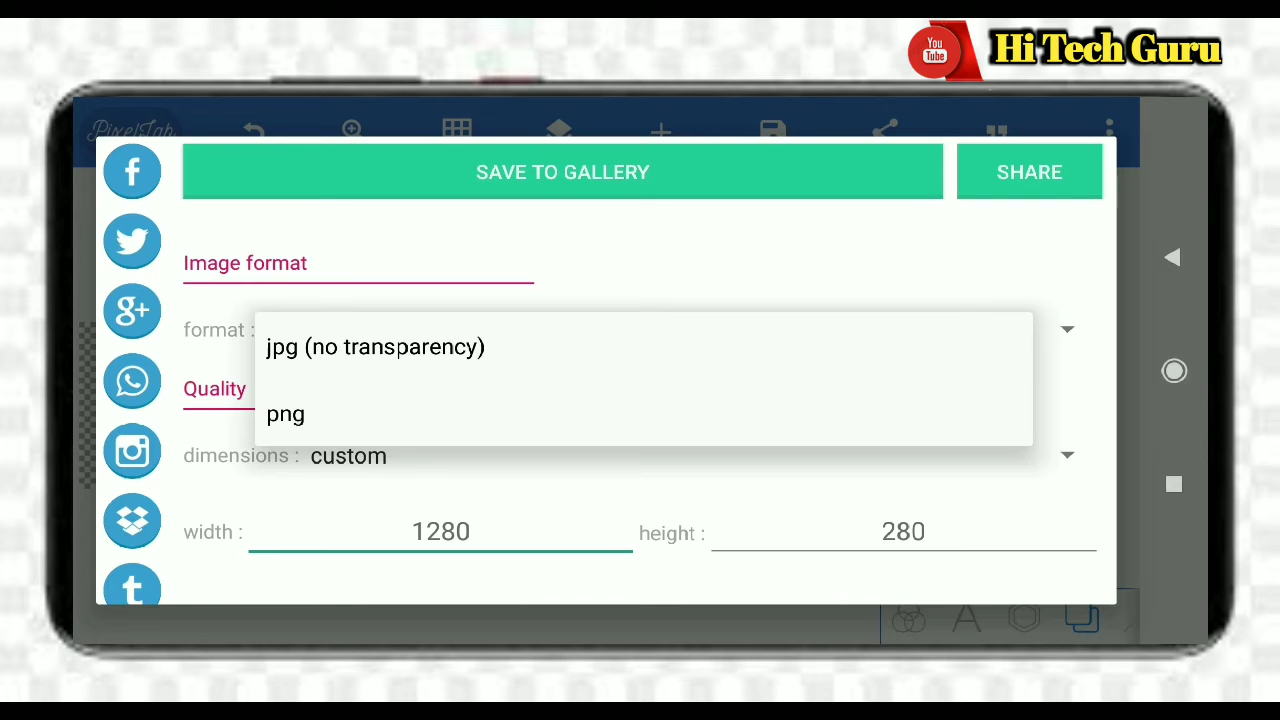 You
Tube
Hi Tech Guru
PixelLab
SAVE TO GALLERY
SHARE
Image format
format :
jpg (no transparency)
Quality
png
dimensions : custom
width : 1280 height : 280